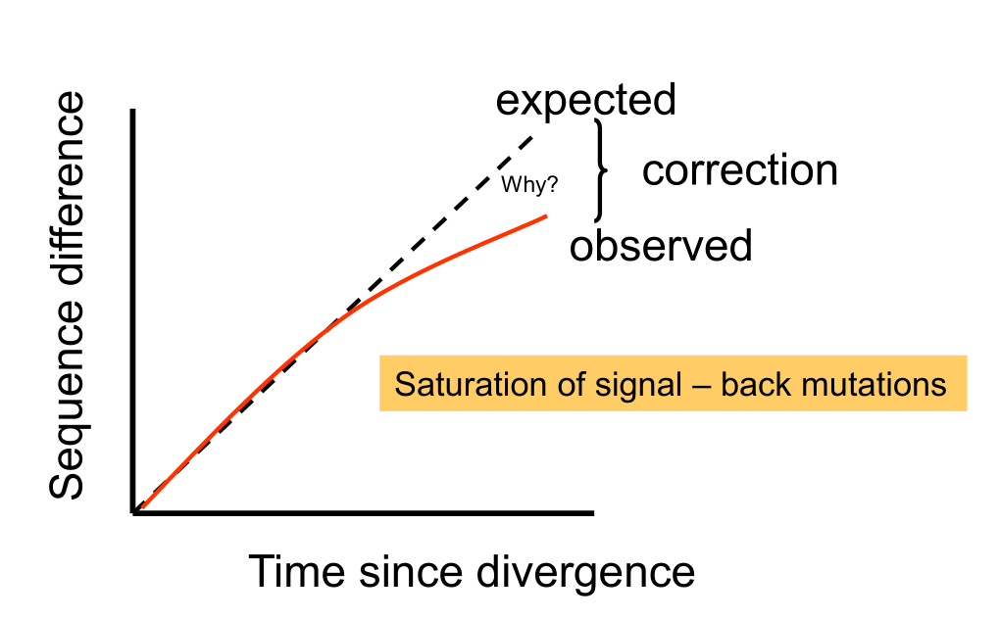 expected
Why?
correction
observed
Sequence difference
Saturation of signal – back mutations
Time since divergence